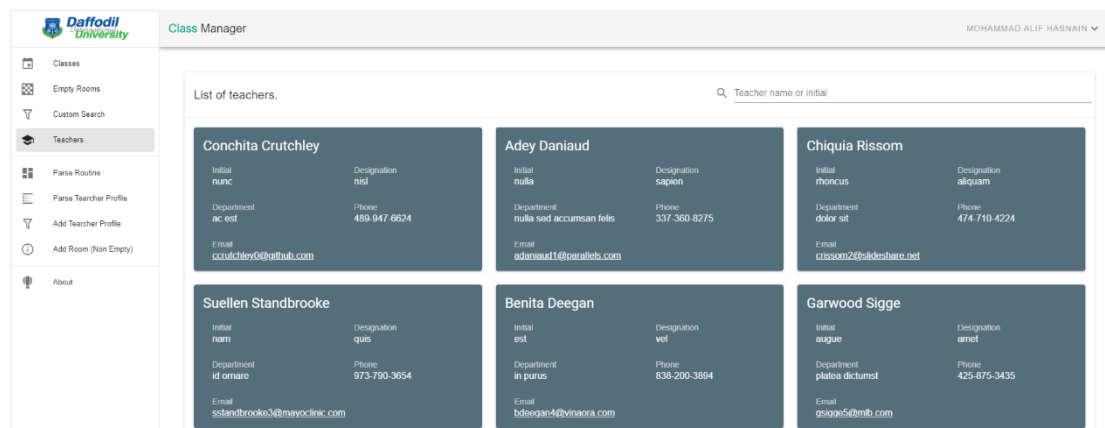 Daffodil
International
University
Class Manager
MOHAMMAD ALIF HASNAIN
Classes
Empty Rooms
Custom Search
Teachers
Parse Routine
Parse Tearcher Profile
Add Tearcher Profile
Add Room (Non Empty)
About
List of teachers.
Teacher name or initial
Conchita Crutchley
Initial Designation
nunc nisl
Department Phone
ac est 489-947-6624
Email
ccrutchley0@github.com
Adey Daniaud
Initial Designation
nulla sapien
Department Phone
nulla sed accumsan felis 337-360-8275
Email
adaniaud1@parallels.com
Chiquia Rissom
Initial Designation
rhoncus aliquam
Department Phone
dolor sit 474-710-4224
Email
crissom2@slideshare.net
Suellen Standbrooke
Initial Designation
nam quis
Department Phone
id ornare 973-790-3654
Email
sstandbrooke3@mayoclinic.com
Benita Deegan
Initial Designation
est vel
Department Phone
in purus 838-200-3894
Email
bdeegan4@vinaora.com
Garwood Sigge
Initial Designation
augue amet
Department Phone
platea dictumst 425-875-3435
Email
gsigge5@mlb.com